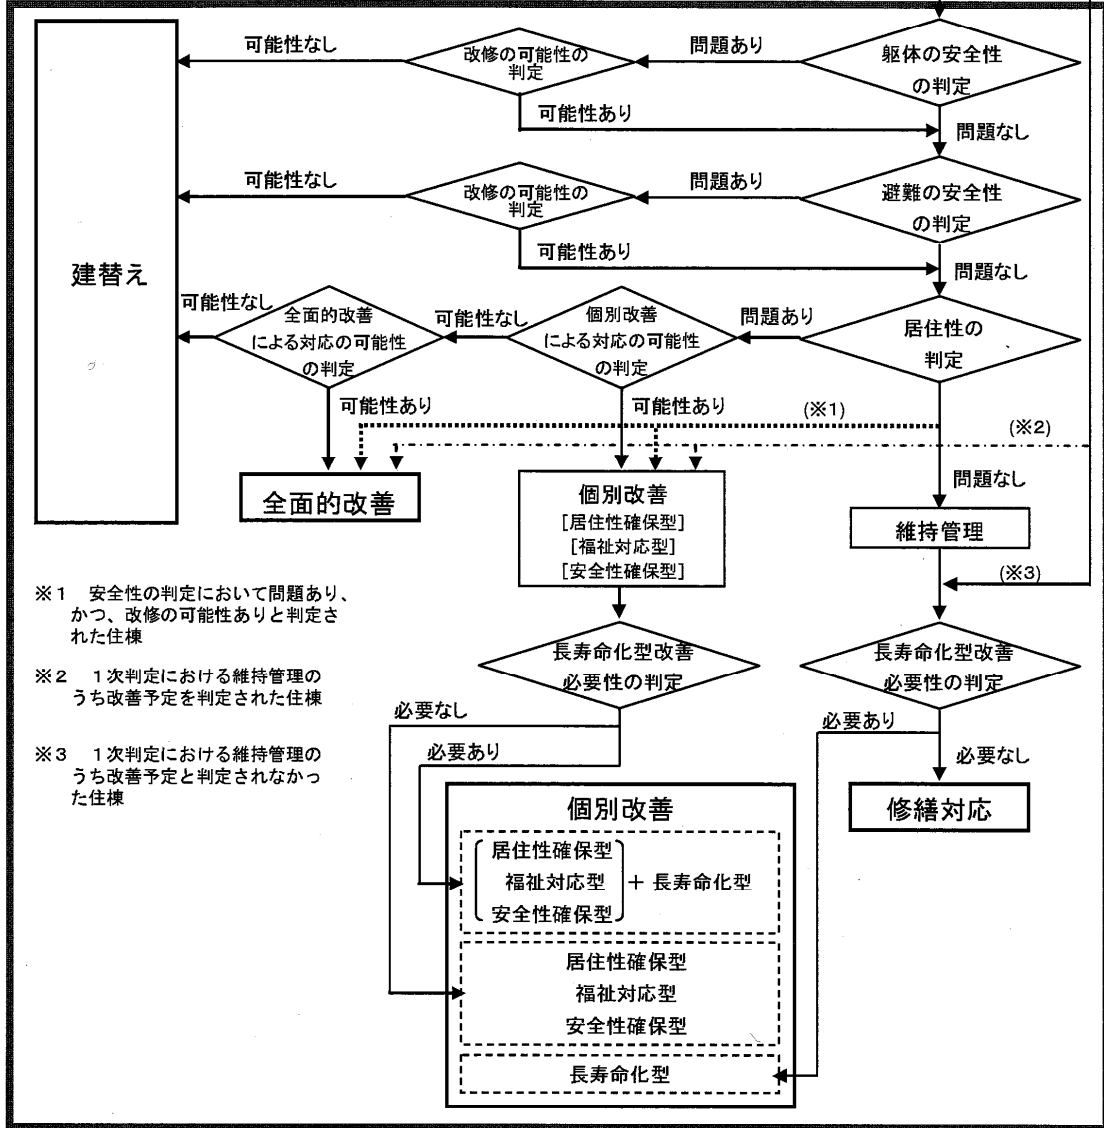 可能性なし
改修の可能性の
判定
問題あり
躯体の安全性
の判定
可能性あり
問題なし
可能性なし
改修の可能性の
判定
問題あり
避難の安全性
の判定
可能性あり
問題なし
建替え
可能性なし
全面的改善
による対応の可能性
の判定
可能性なし
個別改善
による対応の可能性
の判定
問題あり
居住性の
判定
可能性あり
可能性あり
(※1)
(※2)
問題なし
全面的改善
個別改善
[居住性確保型]
[福祉対応型]
[安全性確保型]
維持管理
(※3)
※1 安全性の判定において問題あり、
かつ、改修の可能性ありと判定さ
れた住棟
※2 1次判定における維持管理の
うち改善予定を判定された住棟
※3 1次判定における維持管理の
うち改善予定と判定されなかっ
た住棟
長寿命化型改善
必要性の判定
長寿命化型改善
必要性の判定
必要なし
必要あり
必要あり
必要なし
修繕対応
個別改善
居住性確保型
福祉対応型 + 長寿命化型
安全性確保型
居住性確保型
福祉対応型
安全性確保型
長寿命化型